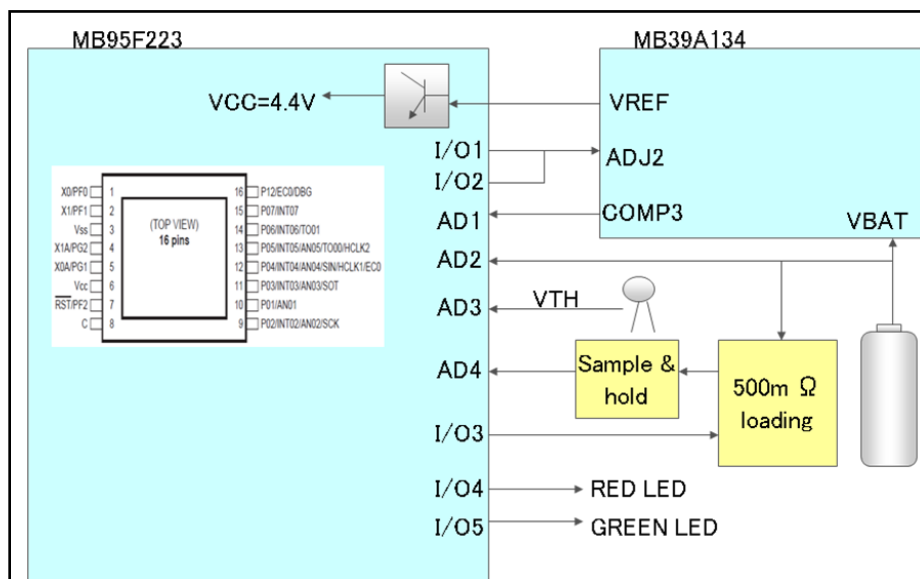 MB95F223
MB39A134
VCC=4.4V
VREF
I/O1
I/O2
ADJ2
AD1
COMP3
VBAT
AD2
AD3
VTH
AD4
Sample &
hold
500m Ω
loading
I/O3
I/O4
RED LED
I/O5
GREEN LED
X0/PF0 1
X1/PF1 2
Vss 3
X1A/PG2 4
X0A/PG1 5
Vcc 6
RST/PF2 7
C 8
(TOP VIEW)
16 pins
16 P12/EC0/DBG
15 P07/INT07
14 P06/INT06/TO01
13 P05/INT05/AN05/TO00/HCLK2
12 P04/INT04/AN04/SIN/HCLK1/EC0
11 P03/INT03/AN03/SOT
10 P01/AN01
9 P02/INT02/AN02/SCK